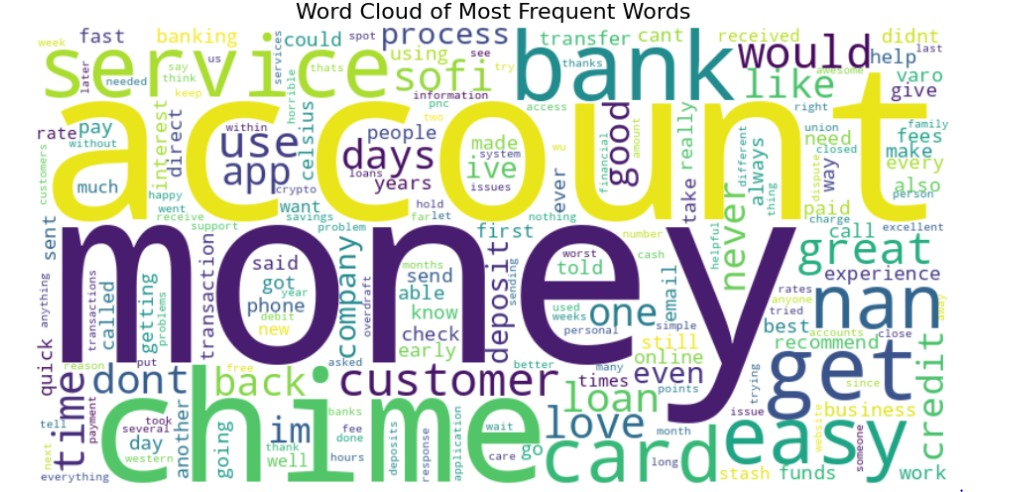 Word Cloud of Most Frequent Words
week fast banking services could spot process transfer cant received didnt
say us using see thanks would help last
service sofi bank like awesome varo
later needed think thats try give
keep horrible information access right
account
rate pay interest direct within use people made good really need fees family
without customers app celsius days system ive two pnc wu amount financial different always union closed make
much crypto loans years issues ever take thing dispute way every
happy want hold nothing paid also person
went savings far let charge
receive support problem first number helpful never call excellent
sent
money
anything transactions called getting problems transaction said got year phone debit new company overdraft months send able know check early deposit sending worst told used weeks personal one email cash simple still great experience
rates anyone tried nan away
best accounts close
quick reason put free asked better many online recommend
time dont back customer times even trying get since credit
payment took loan points issue business website someone
chime
tell several im banks fee wait love month card easy
next day another going thank done well hours deposits response application care go long stash funds work
western everything